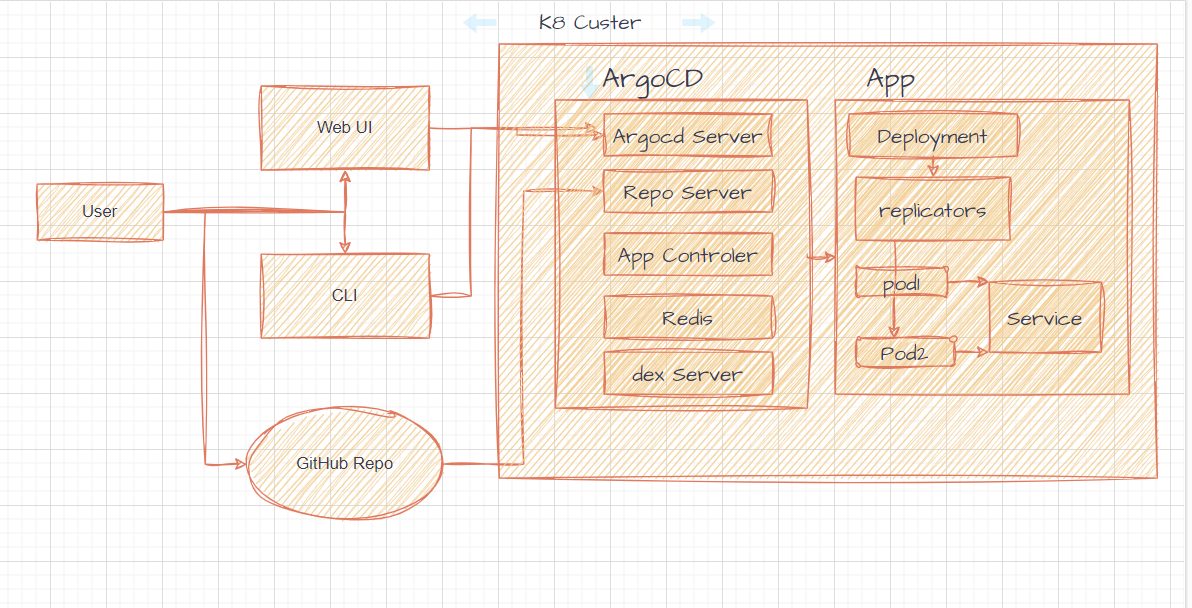 K8 Custer
ArgoCD
App
Web UI
Argocd Server
Deployment
Repo Server
User
replicators
App Controler
CLI
pod1
Redis
Service
Pod2
dex Server
GitHub Repo